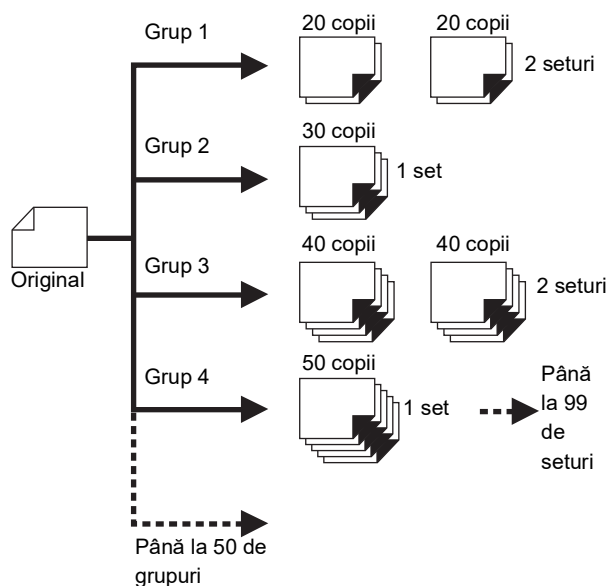 Grup 1
20 copii
20 copii
2 seturi
Grup 2
30 copii
1 set
Original
Grup 3
40 copii
40 copii
2 seturi
Grup 4
50 copii
1 set
Până
la 99
de
seturi
Până la 50 de
grupuri